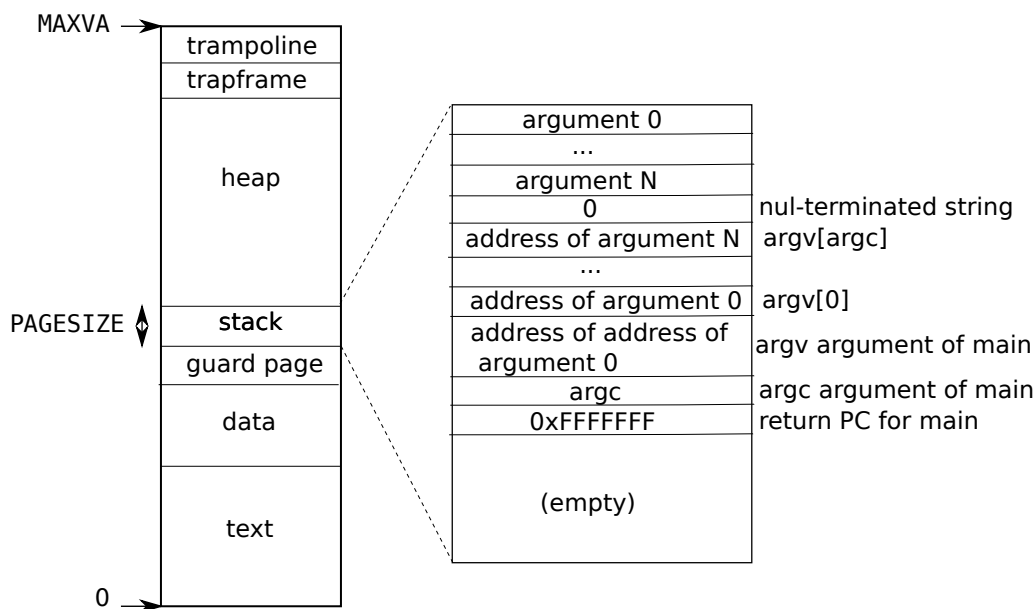 MAXVA
trampoline
trapframe
heap
PAGESIZE
stack
guard page
data
text
0
argument 0
...
argument N
0 nul-terminated string
address of argument N argv[argc]
...
address of argument 0 argv[0]
address of address of
argument 0
argv argument of main
argc argc argument of main
0xFFFFFFF return PC for main
(empty)